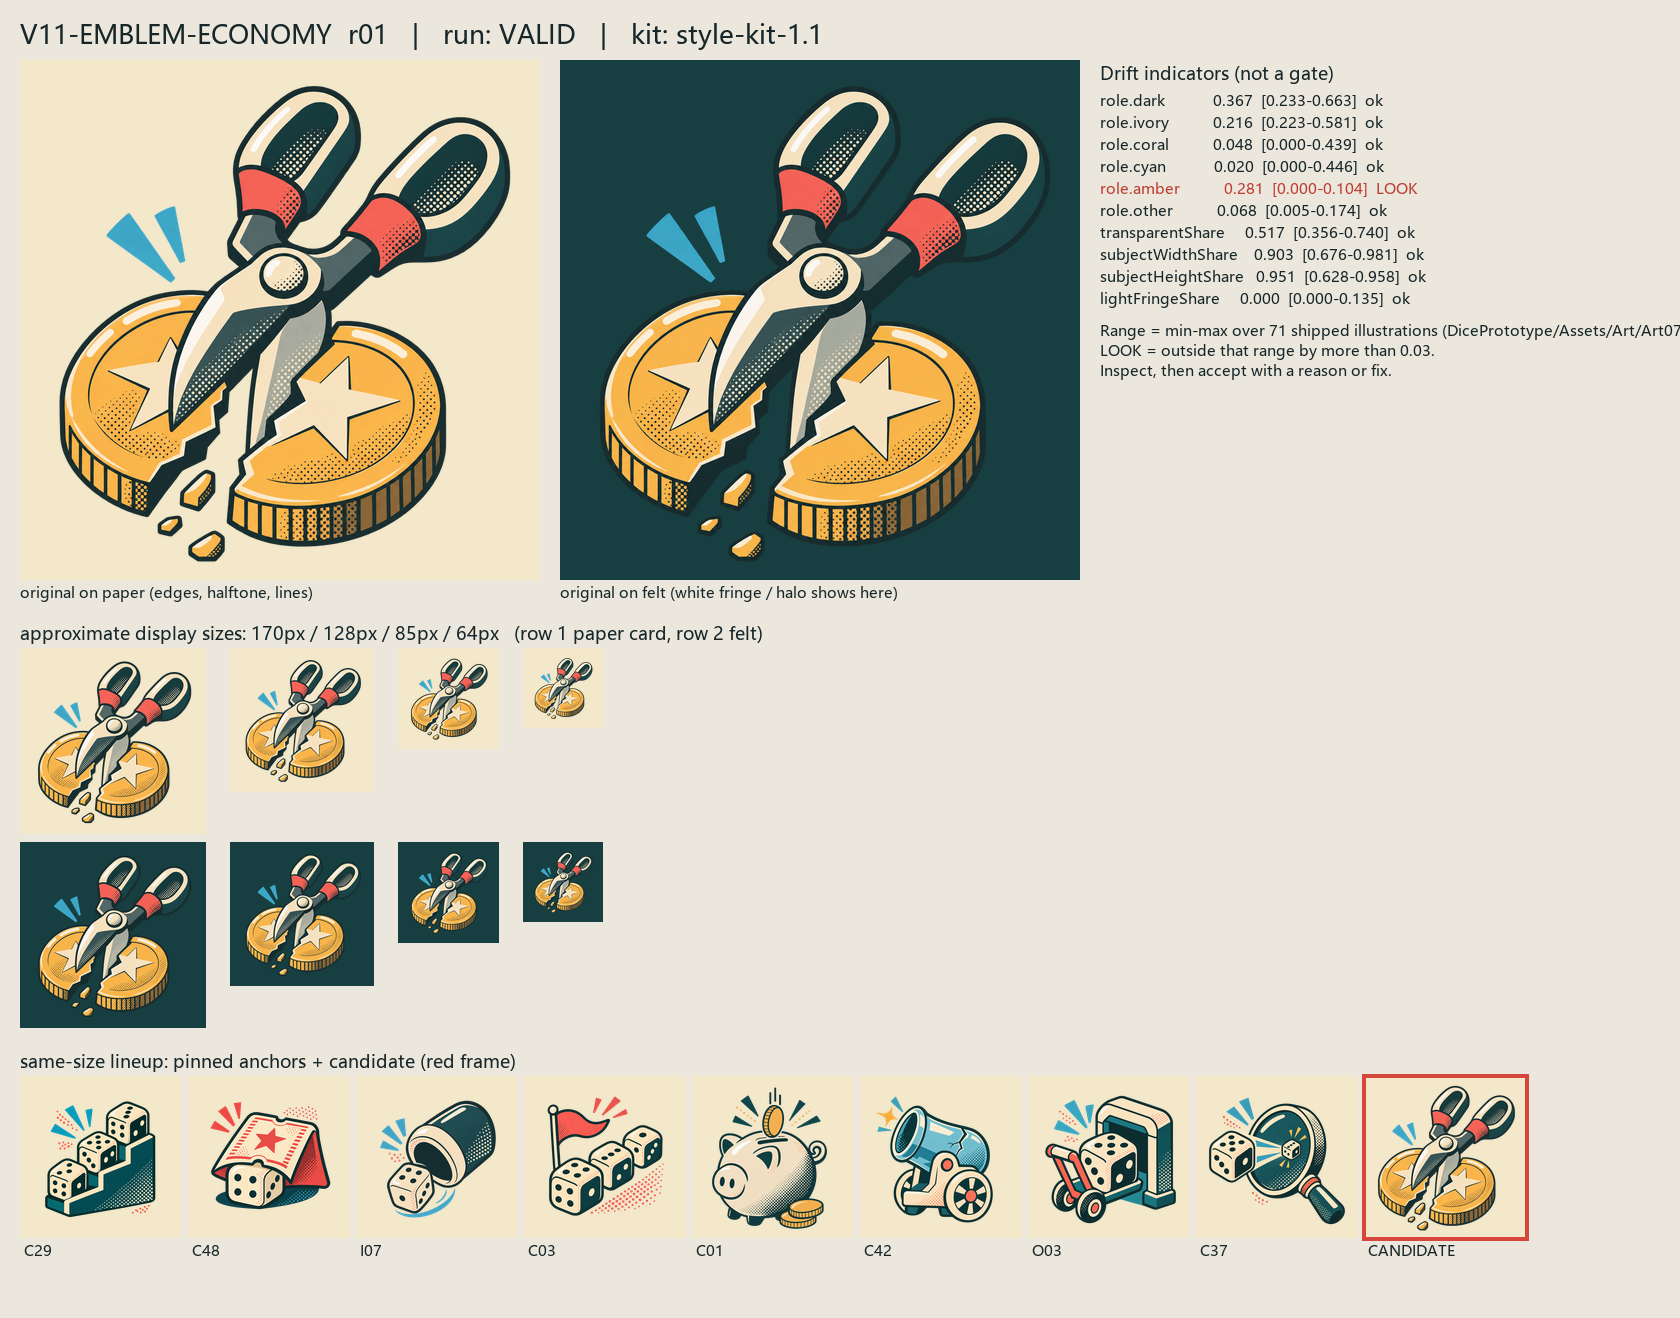 V11-EMBLEM-ECONOMY r01 | run: VALID | kit: style-kit-1.1
Drift indicators (not a gate)
role.dark 0.367 [0.233-0.663] ok
role.ivory 0.216 [0.223-0.581] ok
role.coral 0.048 [0.000-0.439] ok
role.cyan 0.020 [0.000-0.446] ok
role.amber 0.281 [0.000-0.104] LOOK
role.other 0.068 [0.005-0.174] ok
transparentShare 0.517 [0.356-0.740] ok
subjectWidthShare 0.903 [0.676-0.981] ok
subjectHeightShare 0.951 [0.628-0.958] ok
lightFringeShare 0.000 [0.000-0.135] ok
Range = min-max over 71 shipped illustrations (DicePrototype/Assets/Art/Art07
LOOK = outside that range by more than 0.03.
Inspect, then accept with a reason or fix.
original on paper (edges, halftone, lines)
original on felt (white fringe / halo shows here)
approximate display sizes: 170px / 128px / 85px / 64px (row 1 paper card, row 2 felt)
same-size lineup: pinned anchors + candidate (red frame)
C29
C48
I07
C03
C01
C42
O03
C37
CANDIDATE